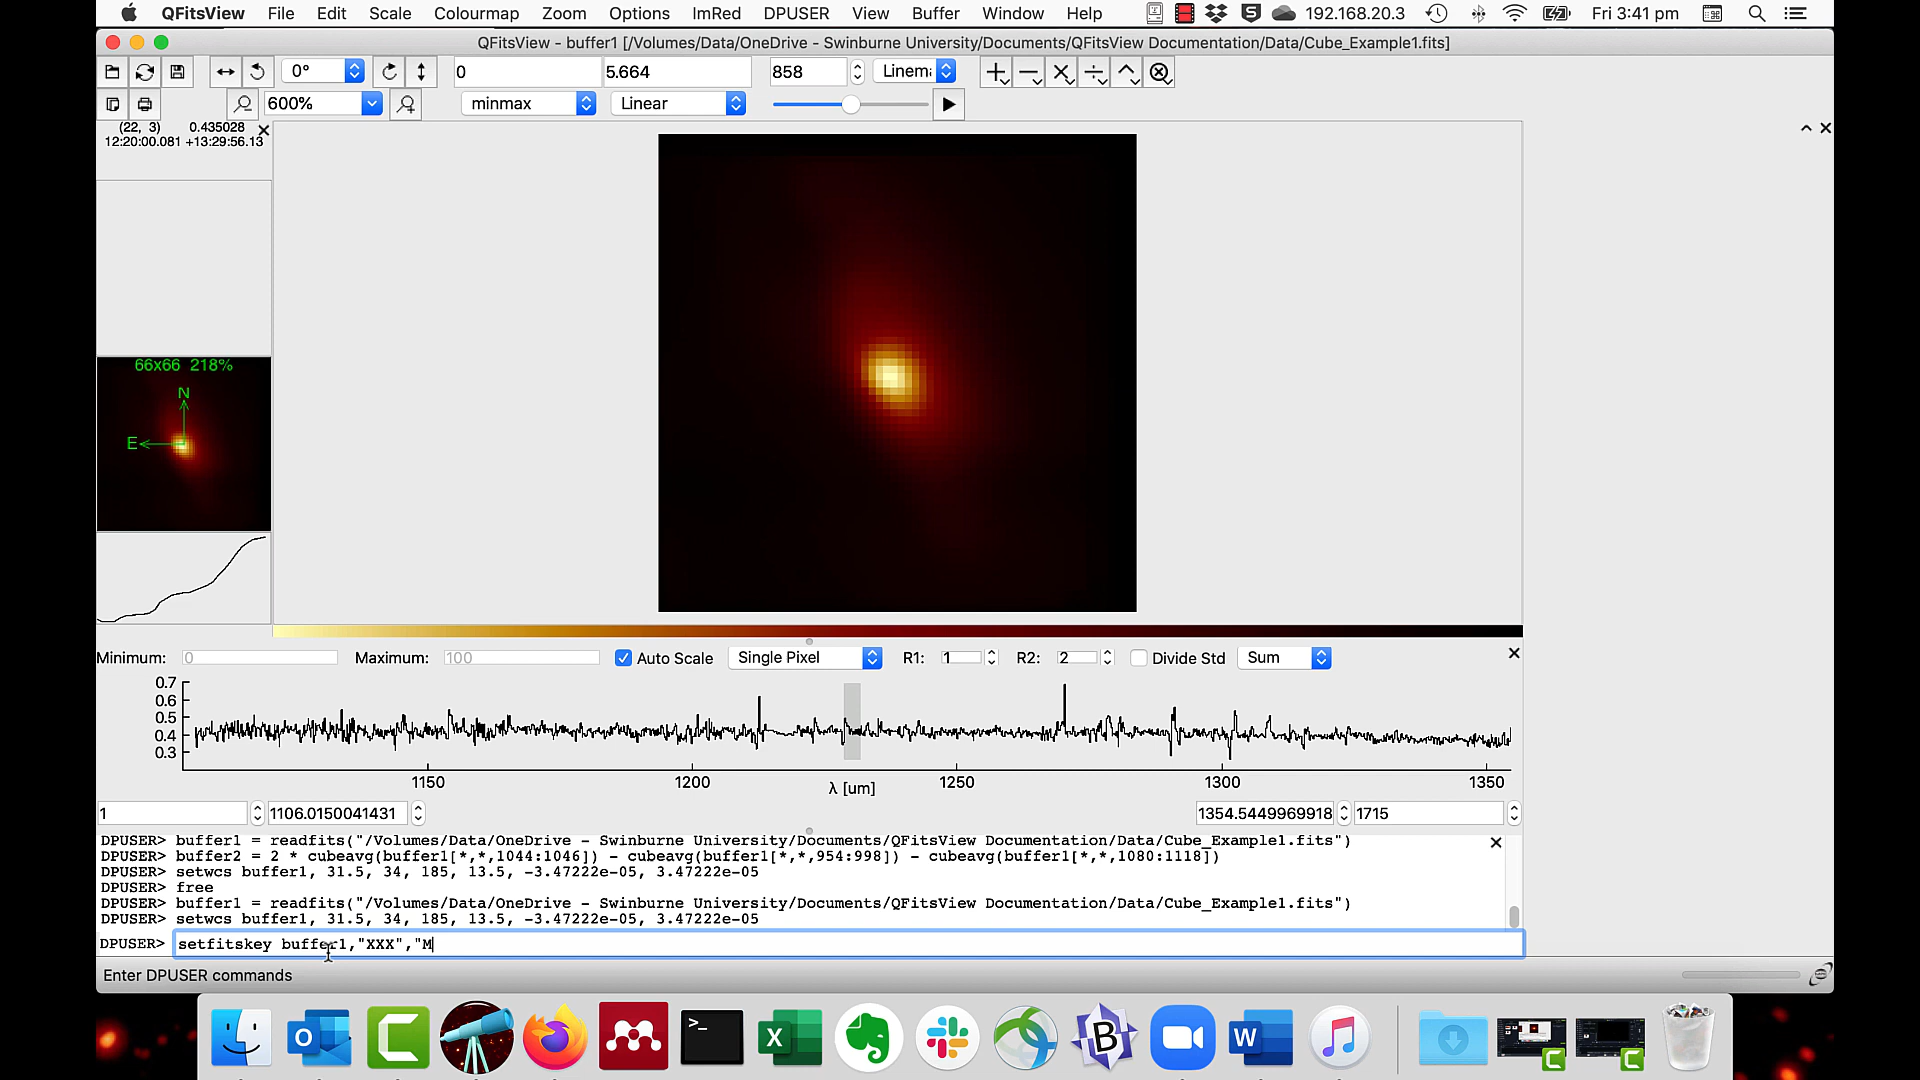 QFitsView File Edit Scale Colourmap Zoom Options ImRed DPUSER View Buffer Window Help 192.168.20.3 Fri 3:41 pm
QFitsView - buffer1 [/Volumes/Data/OneDrive - Swinburne University/Documents/QFitsView Documentation/Data/Cube_Example1.fits]
0° 0 5.664 858 Linema
600% minmax Linear
(22, 3) 0.435028
12:20:00.081 +13:29:56.13
66x66 218%
N
E
Minimum: 0 Maximum: 100 Auto Scale Single Pixel R1: 1 R2: 2 Divide Std Sum
0.7
0.6
0.5
0.4
0.3
1150 1200 1250 1300 1350
λ [um]
1 1106.0150041431 1354.5449969918 1715
DPUSER> buffer1 = readfits("/Volumes/Data/OneDrive - Swinburne University/Documents/QFitsView Documentation/Data/Cube_Example1.fits")
DPUSER> buffer2 = 2 * cubeavg(buffer1[*,*,1044:1046]) - cubeavg(buffer1[*,*,954:998]) - cubeavg(buffer1[*,*,1080:1118])
DPUSER> setwcs buffer1, 31.5, 34, 185, 13.5, -3.47222e-05, 3.47222e-05
DPUSER> free
DPUSER> buffer1 = readfits("/Volumes/Data/OneDrive - Swinburne University/Documents/QFitsView Documentation/Data/Cube_Example1.fits")
DPUSER> setwcs buffer1, 31.5, 34, 185, 13.5, -3.47222e-05, 3.47222e-05
DPUSER> setfitskey buffer1,"XXX","M
Enter DPUSER commands